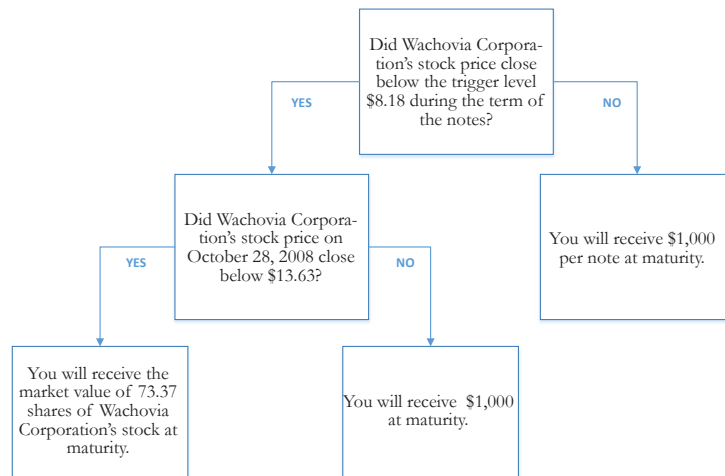 Did Wachovia Corpora-
tion's stock price close
below the trigger level
$8.18 during the term of
the notes?
YES
NO
Did Wachovia Corpora-
tion's stock price on
October 28, 2008 close
below $13.63?
You will receive $1,000
per note at maturity.
YES
NO
You will receive the
market value of 73.37
shares of Wachovia
Corporation's stock at
maturity.
You will receive $1,000
at maturity.